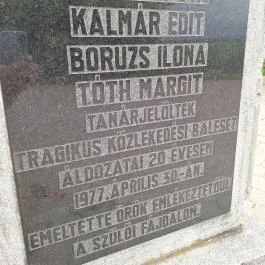 KALMÁR EDIT
BORUZS ILONA
TÓTH MARGIT
TANÁRJELÖLTEK
TRAGIKUS KÖZLEKEDÉSI BALESET
ÁLDOZATAI 20 ÉVESEN
1977. ÁPRILIS 30.-ÁN.
EMELTETTE ÖRÖK EMLÉKEZTETŐÜL
A SZÜLŐI FÁJDALOM.